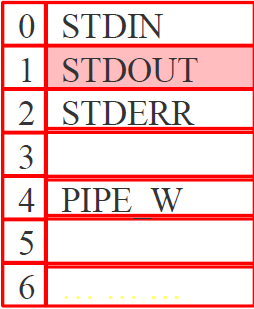 0 STDIN
1 STDOUT
2 STDERR
3
4 PIPE_W
5
6 ... ... ...